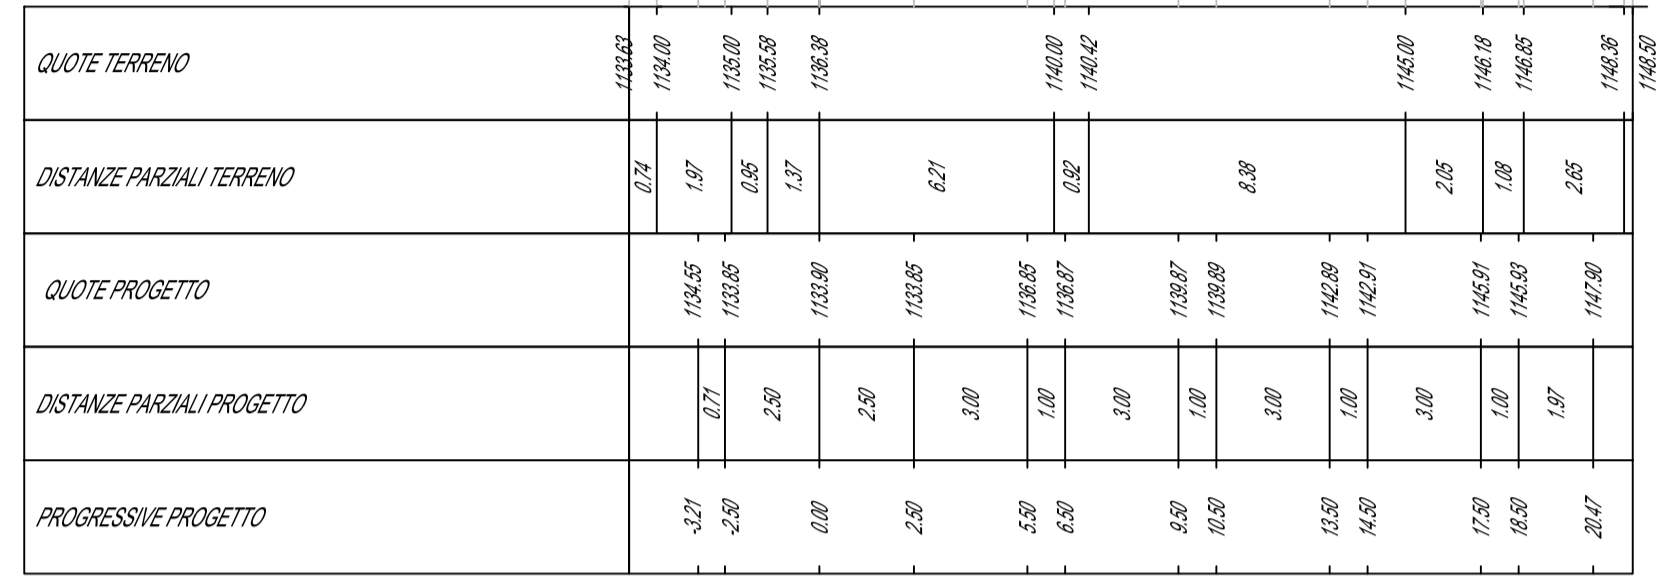 QUOTE TERRENO 1133.63 1134.00 1135.00 1135.58 1136.38 1140.00 1140.42 1145.00 1146.18 1146.85 1148.36 1148.50
DISTANZE PARZIALI TERRENO 0.74 1.97 0.95 1.37 6.21 0.92 8.38 2.05 1.08 2.65
QUOTE PROGETTO 1134.55 1133.85 1133.90 1133.85 1136.85 1136.87 1139.87 1139.89 1142.89 1142.91 1145.91 1145.93 1147.90
DISTANZE PARZIALI PROGETTO 0.71 2.50 2.50 3.00 1.00 3.00 1.00 3.00 1.00 3.00 1.00 1.97
PROGRESSIVE PROGETTO -3.21 -2.50 0.00 2.50 5.50 6.50 9.50 10.50 13.50 14.50 17.50 18.50 20.47